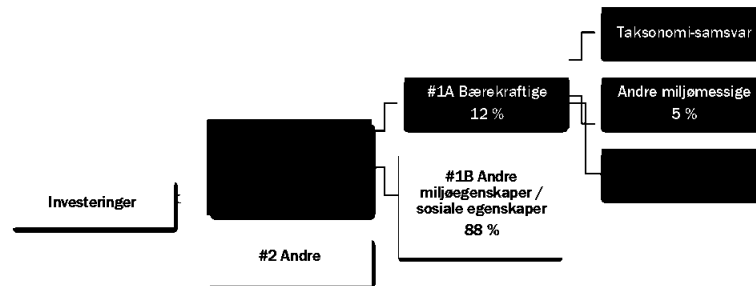 Taksonomi-samsvar
#1A Bærekraftige
12 %
Andre miljømessige
5 %
#1B Andre
miljøegenskaper /
sosiale egenskaper
88 %
Investeringer
#2 Andre